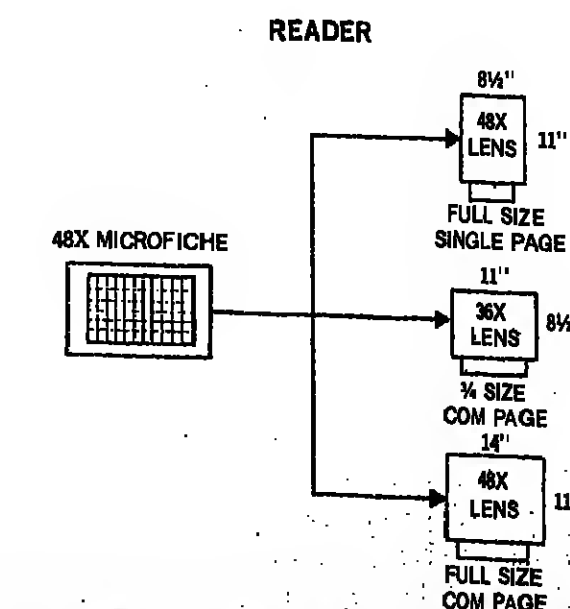 READER
8½"
48X
LENS
11"
FULL SIZE
SINGLE PAGE
48X MICROFICHE
11"
36X
LENS
8½
¾ SIZE
COM PAGE
14"
48X
LENS
11
FULL SIZE
COM PAGE